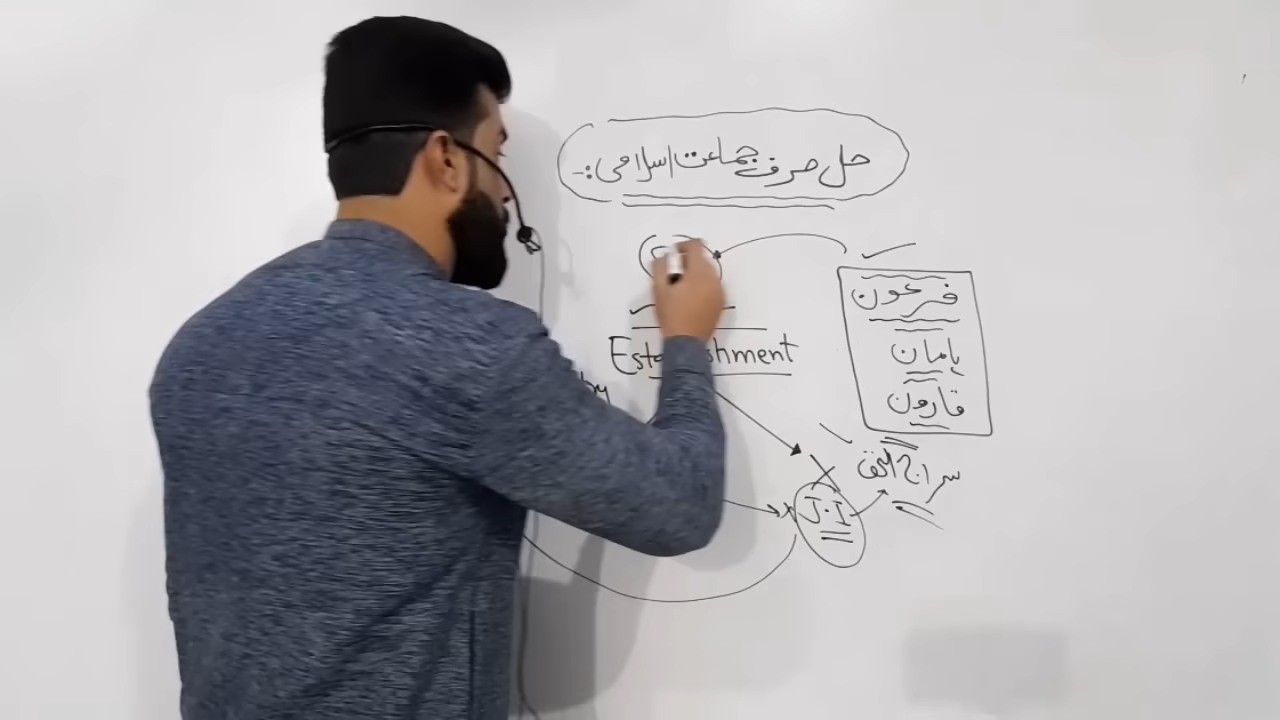 حل صرف جماعت اسلامی :-
فرعون
ہامان
قارون
Establishment
سراج الحق
J.I